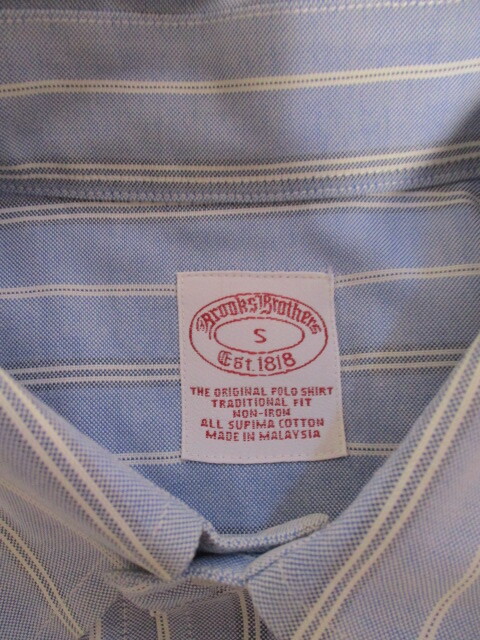 Brooks Brothers
S
Est. 1818
THE ORIGINAL POLO SHIRT
TRADITIONAL FIT
NON-IRON
ALL SUPIMA COTTON
MADE IN MALAYSIA